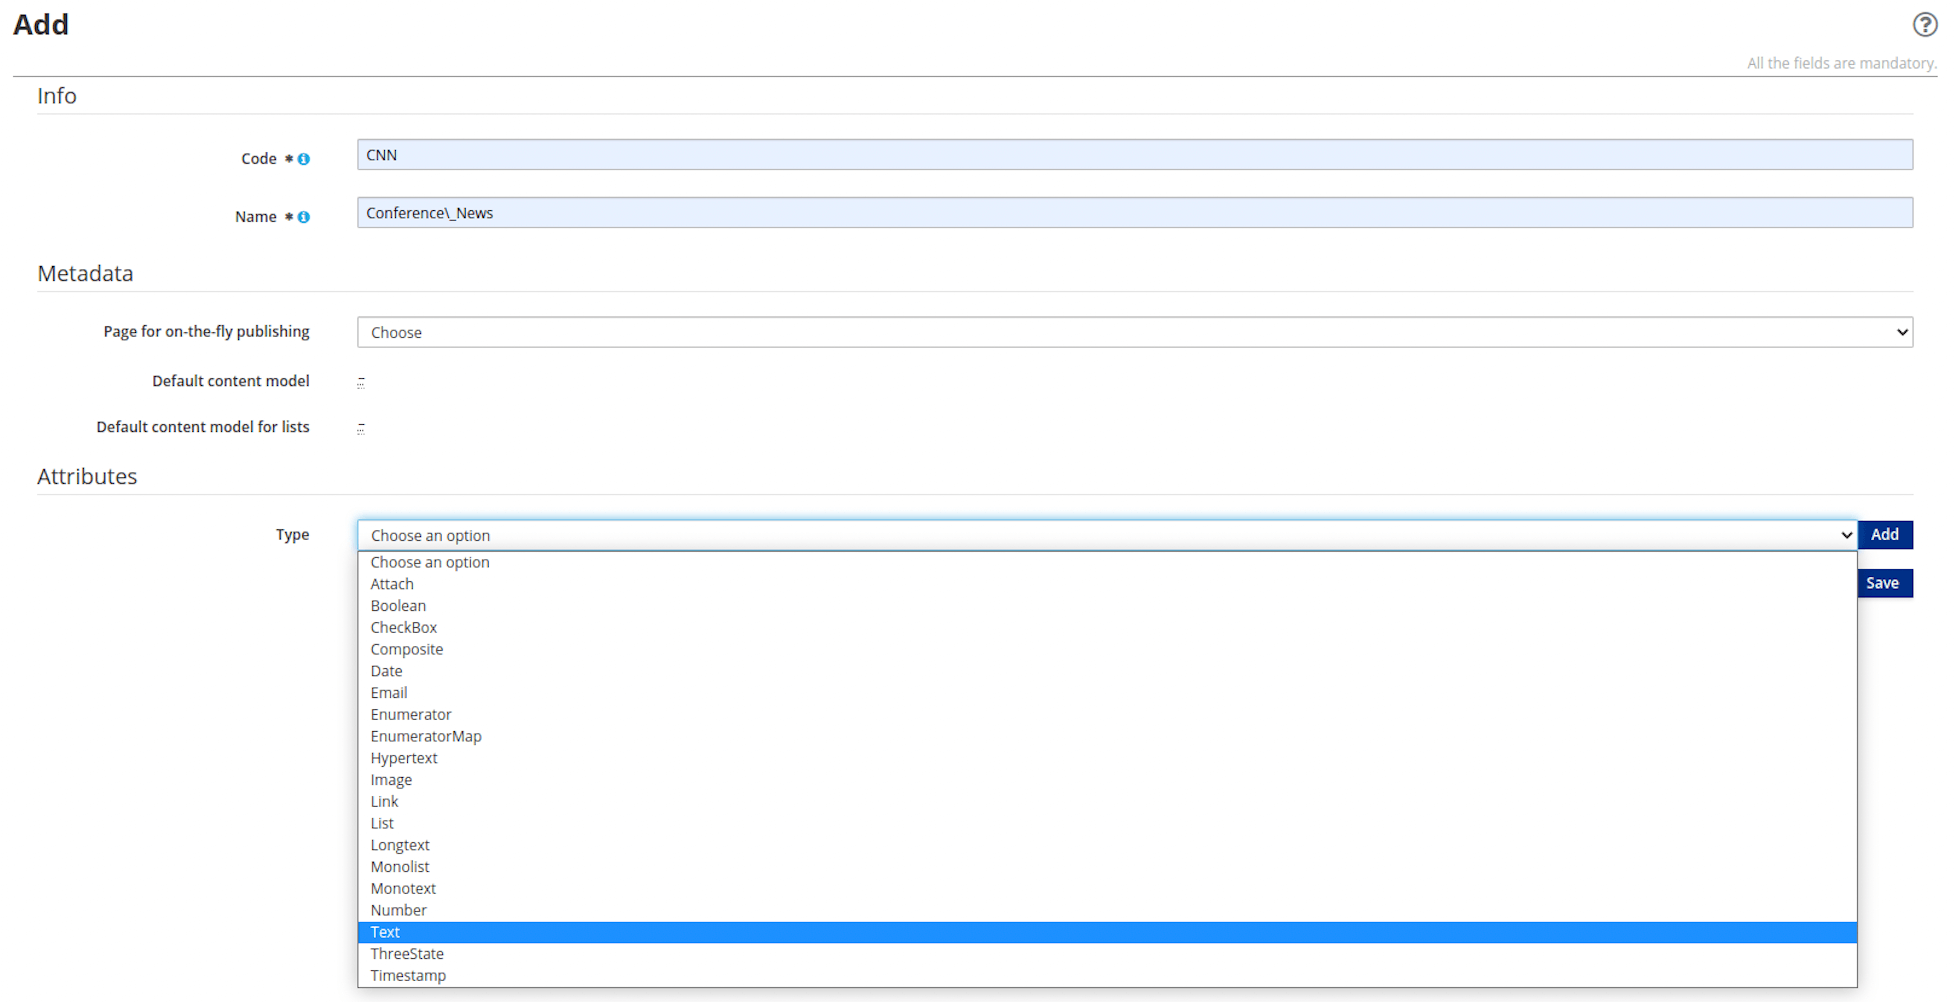 Add
All the fields are mandatory.
Info
Code * CNN
Name * Conference\_News
Metadata
Page for on-the-fly publishing Choose
Default content model –
Default content model for lists –
Attributes
Type Choose an option Add
Choose an option
Attach
Save
Boolean
CheckBox
Composite
Date
Email
Enumerator
EnumeratorMap
Hypertext
Image
Link
List
Longtext
Monolist
Monotext
Number
Text
ThreeState
Timestamp